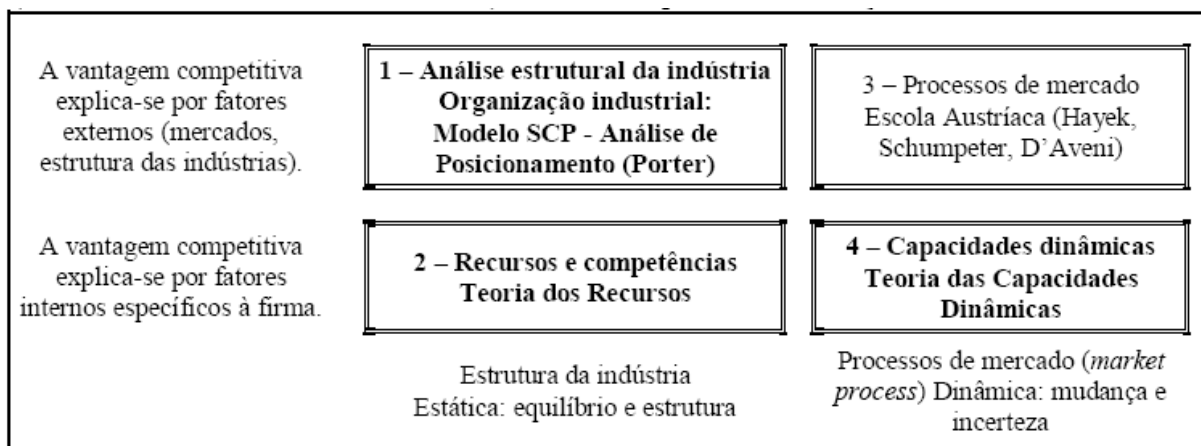 A vantagem competitiva
explica-se por fatores
externos (mercados,
estrutura das indústrias).
1 – Análise estrutural da indústria
Organização industrial:
Modelo SCP - Análise de
Posicionamento (Porter)
3 – Processos de mercado
Escola Austríaca (Hayek,
Schumpeter, D’Aveni)
A vantagem competitiva
explica-se por fatores
internos específicos à firma.
2 – Recursos e competências
Teoria dos Recursos
4 – Capacidades dinâmicas
Teoria das Capacidades
Dinâmicas
Estrutura da indústria
Estática: equilíbrio e estrutura
Processos de mercado (market
process) Dinâmica: mudança e
incerteza